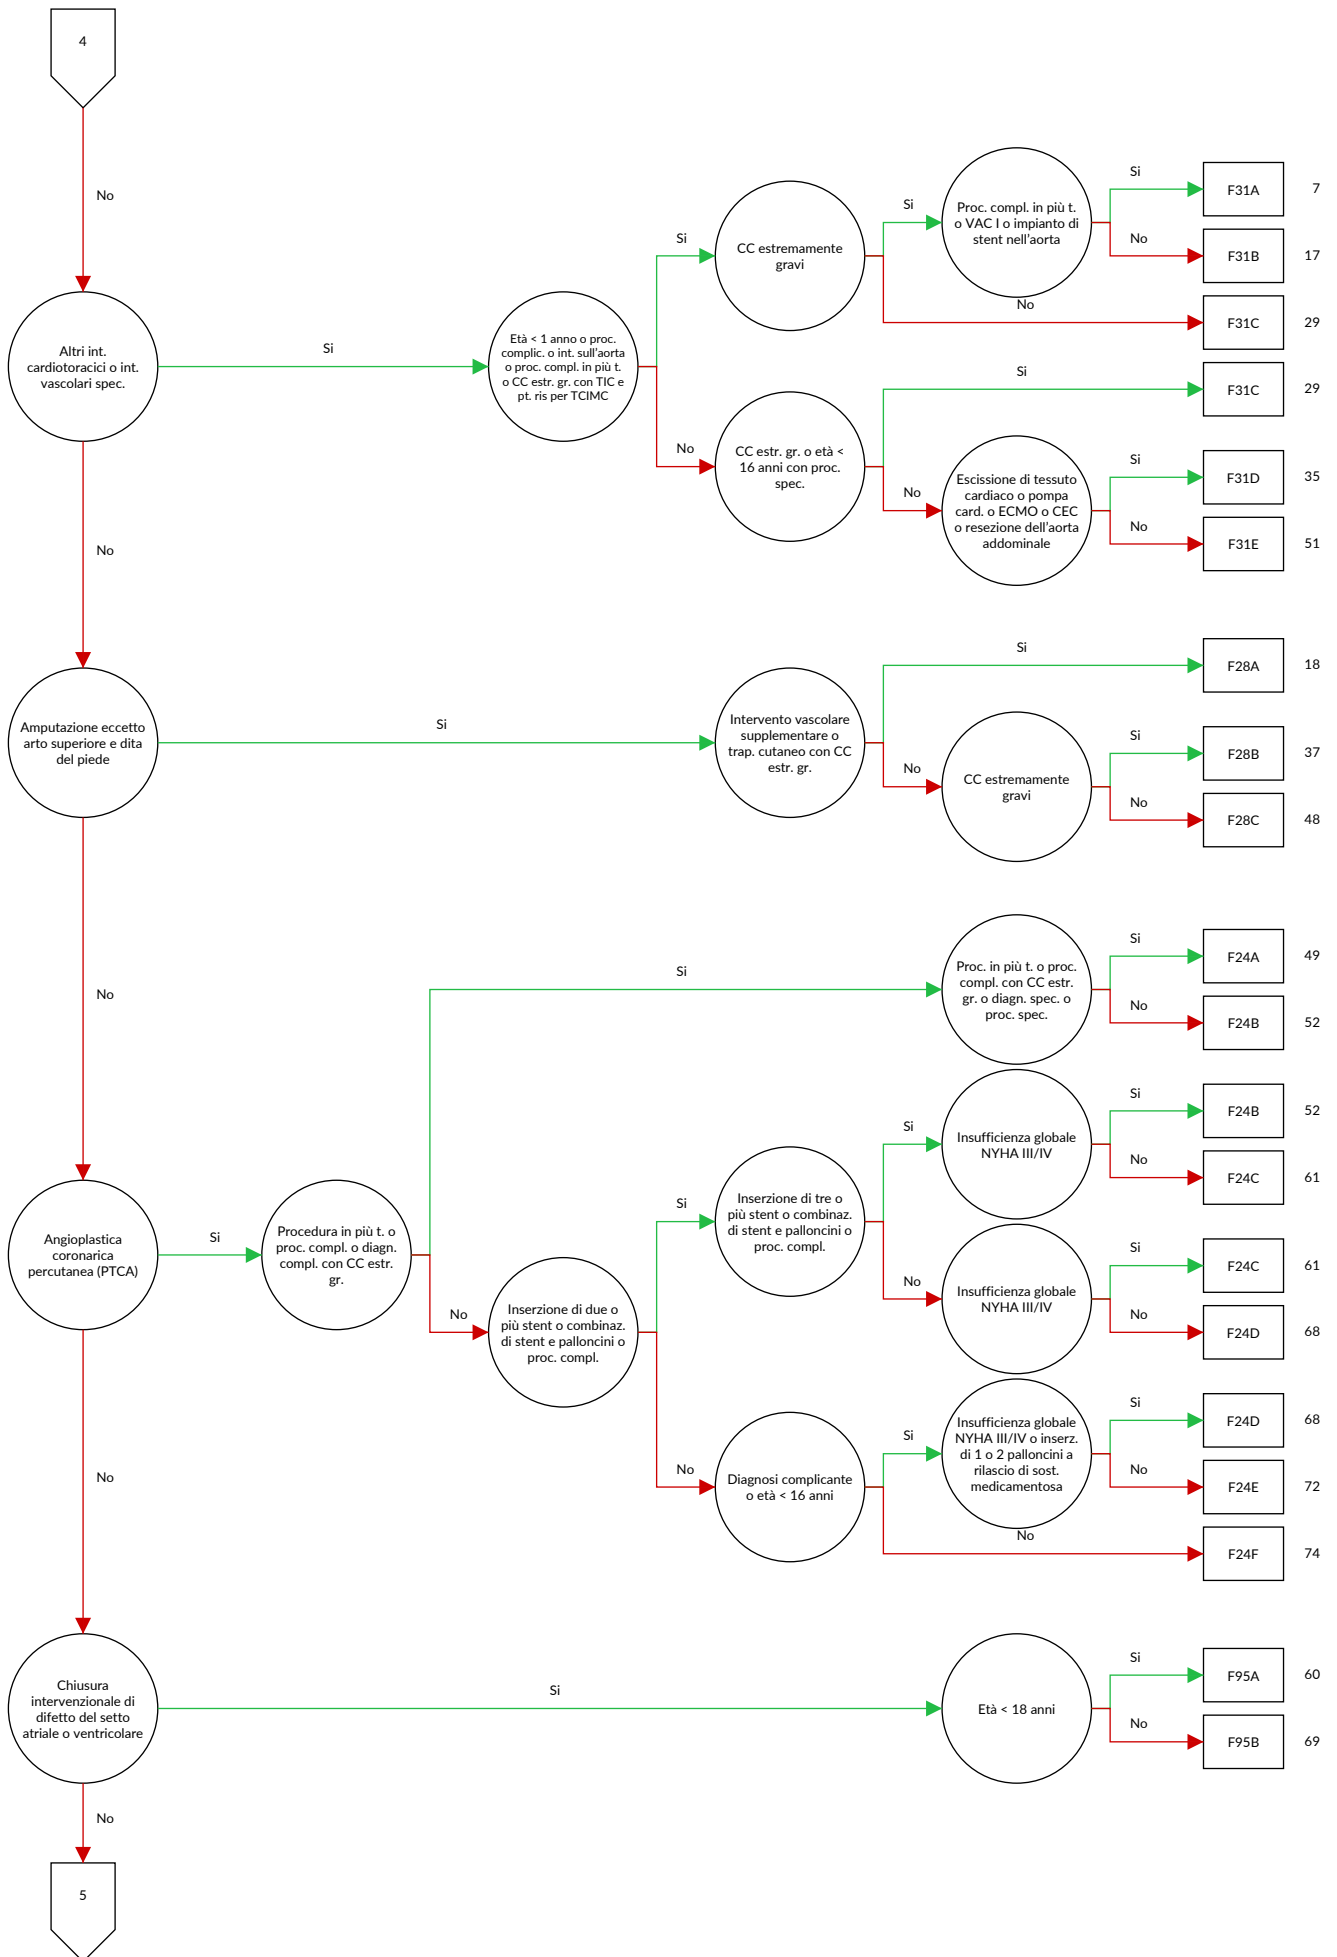 4
No
Altri int.
cardiotoracici o int.
vascolari spec.
Si
Età < 1 anno o proc.
complic. o int. sull'aorta
o proc. compl. in più t.
o CC estr. gr. con TIC e
pt. ris per TCIMC
Si
CC estremamente
gravi
Si
Proc. compl. in più t.
o VAC I o impianto di
stent nell'aorta
Si
F31A 7
No
F31B 17
No
F31C 29
No
CC estr. gr. o età <
16 anni con proc.
spec.
Si
F31C 29
No
Escissione di tessuto
cardiaco o pompa
card. o ECMO o CEC
o resezione dell'aorta
addominale
Si
F31D 35
No
F31E 51
No
Amputazione eccetto
arto superiore e dita
del piede
Si
Intervento vascolare
supplementare o
trap. cutaneo con CC
estr. gr.
Si
F28A 18
No
CC estremamente
gravi
Si
F28B 37
No
F28C 48
No
Angioplastica
coronarica
percutanea (PTCA)
Si
Procedura in più t. o
proc. compl. o diagn.
compl. con CC estr.
gr.
Si
Proc. in più t. o proc.
compl. con CC estr.
gr. o diagn. spec. o
proc. spec.
Si
F24A 49
No
F24B 52
No
Inserzione di due o
più stent o combinaz.
di stent e palloncini o
proc. compl.
Si
Inserzione di tre o
più stent o combinaz.
di stent e palloncini o
proc. compl.
Si
Insufficienza globale
NYHA III/IV
Si
F24B 52
No
F24C 61
No
Insufficienza globale
NYHA III/IV
Si
F24C 61
No
F24D 68
No
Diagnosi complicante
o età < 16 anni
Si
Insufficienza globale
NYHA III/IV o inserz.
di 1 o 2 palloncini a
rilascio di sost.
medicamentosa
Si
F24D 68
No
F24E 72
No
F24F 74
No
Chiusura
intervenzionale di
difetto del setto
atriale o ventricolare
Si
Età < 18 anni
Si
F95A 60
No
F95B 69
No
5